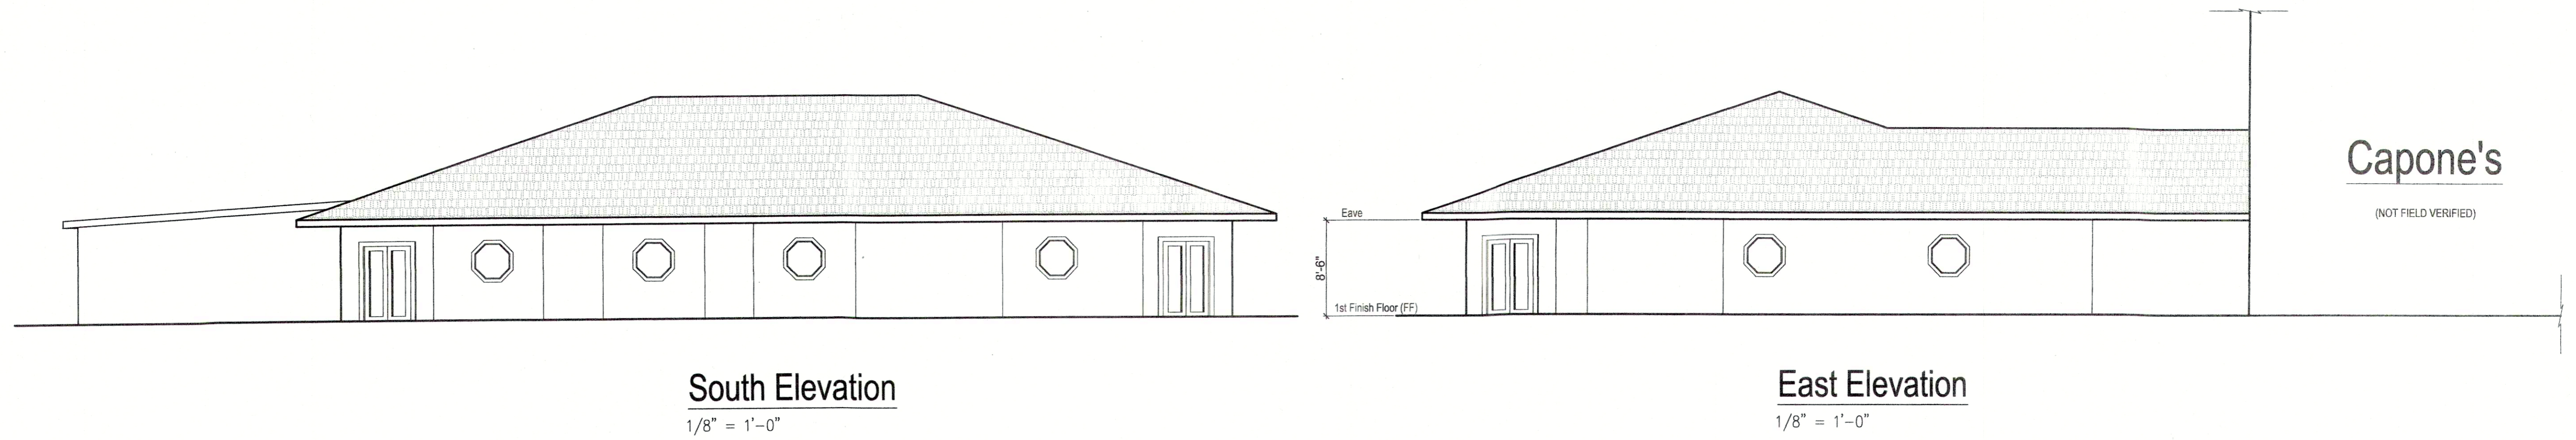 Eave
8'-6"
1st Finish Floor (FF)
Capone's
(NOT FIELD VERIFIED)
South Elevation
1/8" = 1'-0"
East Elevation
1/8" = 1'-0"